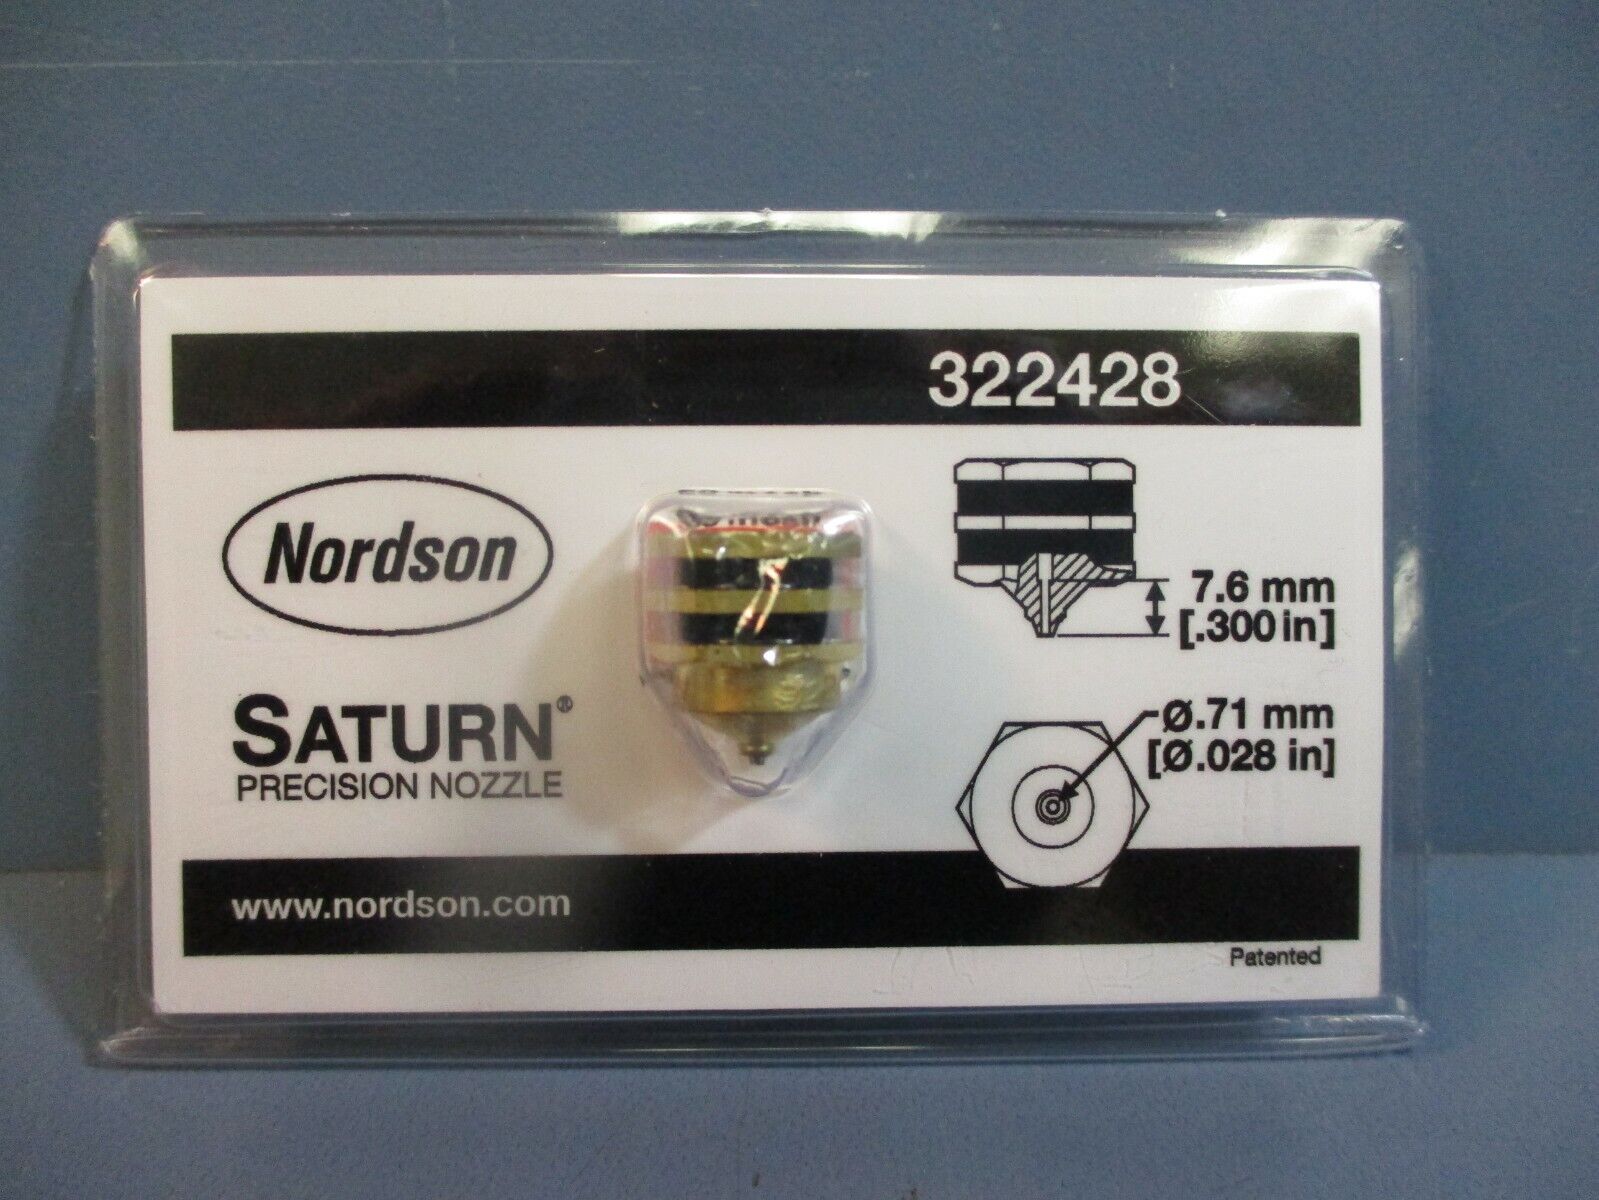 322428
Nordson
7.6 mm
[.300 in]
SATURN®
PRECISION NOZZLE
Ø.71 mm
[Ø.028 in]
www.nordson.com
Patented